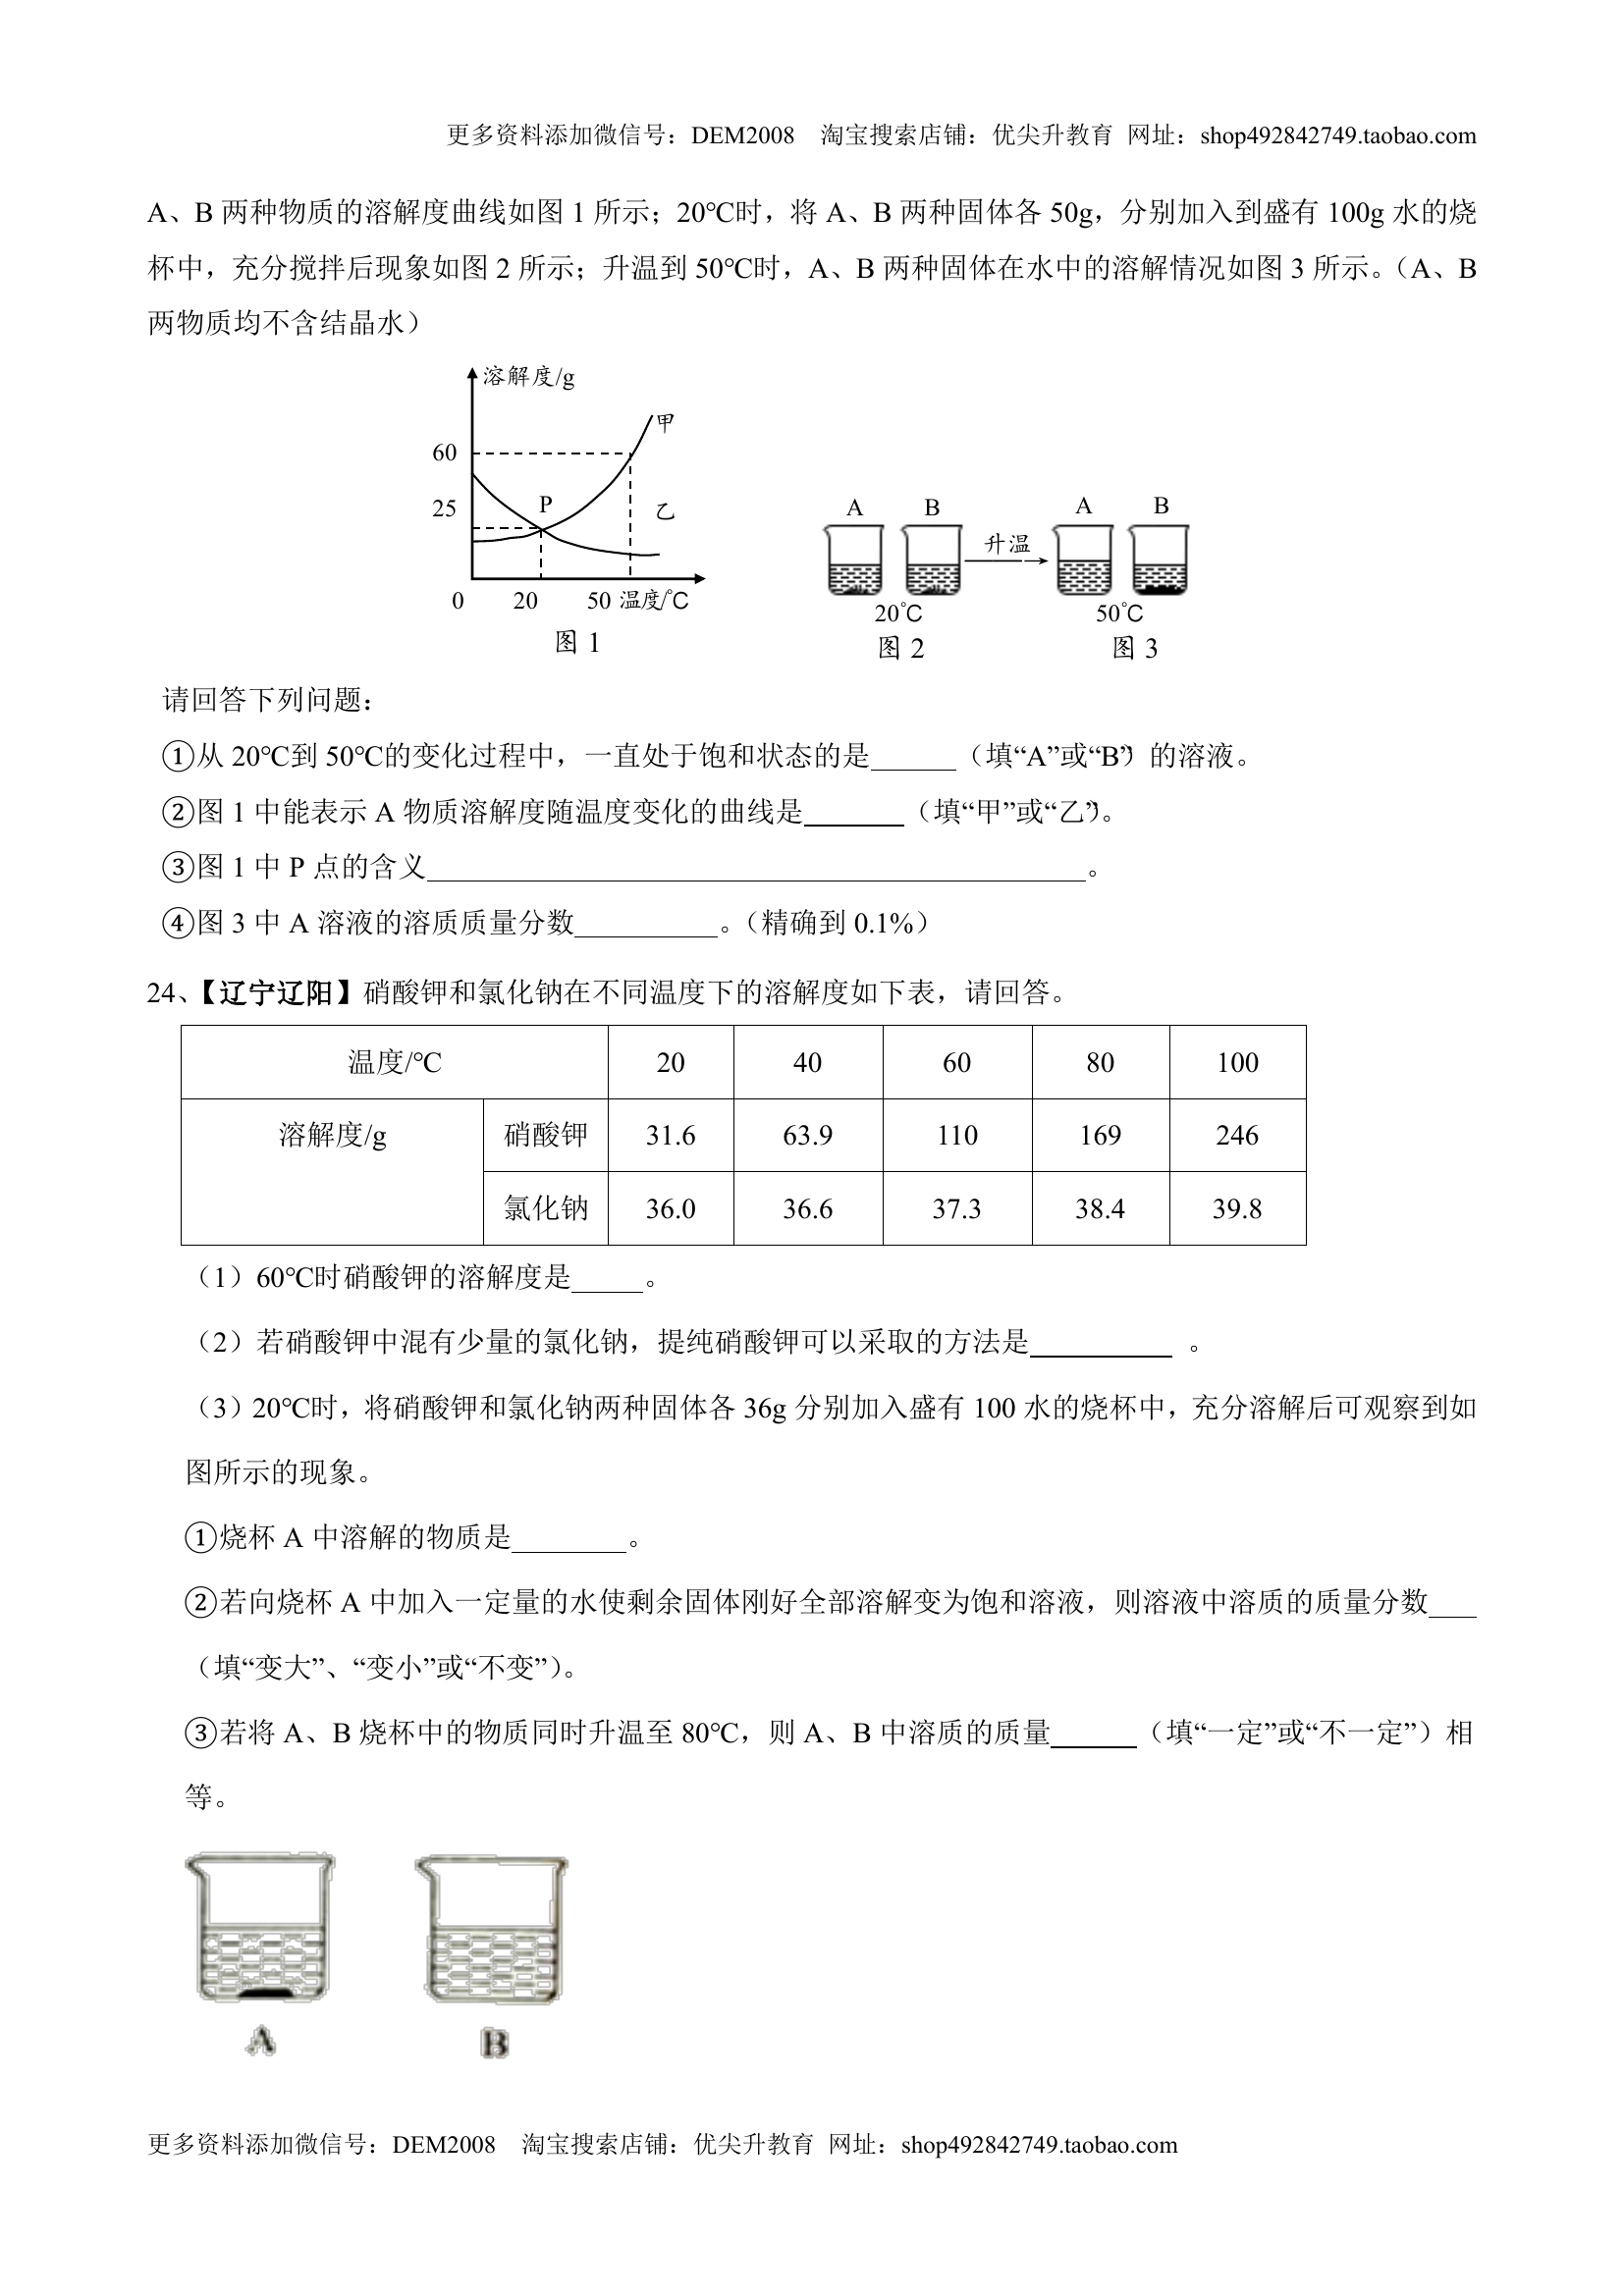 更多资料添加微信号：DEM2008　淘宝搜索店铺：优尖升教育 网址：shop492842749.taobao.com
A、B 两种物质的溶解度曲线如图 1 所示；20℃时，将 A、B 两种固体各 50g，分别加入到盛有 100g 水的烧
杯中，充分搅拌后现象如图 2 所示；升温到 50℃时，A、B 两种固体在水中的溶解情况如图 3 所示。（A、B
两物质均不含结晶水）
溶解度/g
甲
60
25
P
乙
0 20 50 温度/℃
图 1
A B 升温 A B
20℃ 50℃
图 2 图 3
请回答下列问题：
①从 20℃到 50℃的变化过程中，一直处于饱和状态的是______（填“A”或“B”）的溶液。
②图 1 中能表示 A 物质溶解度随温度变化的曲线是_______（填“甲”或“乙”）。
③图 1 中 P 点的含义______________________________________________。
④图 3 中 A 溶液的溶质质量分数__________。（精确到 0.1%）
24、【辽宁辽阳】硝酸钾和氯化钠在不同温度下的溶解度如下表，请回答。
温度/℃ 20 40 60 80 100
溶解度/g 硝酸钾 31.6 63.9 110 169 246
氯化钠 36.0 36.6 37.3 38.4 39.8
（1）60℃时硝酸钾的溶解度是_____。
（2）若硝酸钾中混有少量的氯化钠，提纯硝酸钾可以采取的方法是__________ 。
（3）20℃时，将硝酸钾和氯化钠两种固体各 36g 分别加入盛有 100 水的烧杯中，充分溶解后可观察到如
图所示的现象。
①烧杯 A 中溶解的物质是________。
②若向烧杯 A 中加入一定量的水使剩余固体刚好全部溶解变为饱和溶液，则溶液中溶质的质量分数___
（填“变大”、“变小”或“不变”）。
③若将 A、B 烧杯中的物质同时升温至 80℃，则 A、B 中溶质的质量______（填“一定”或“不一定”）相
等。
A B
更多资料添加微信号：DEM2008　淘宝搜索店铺：优尖升教育 网址：shop492842749.taobao.com